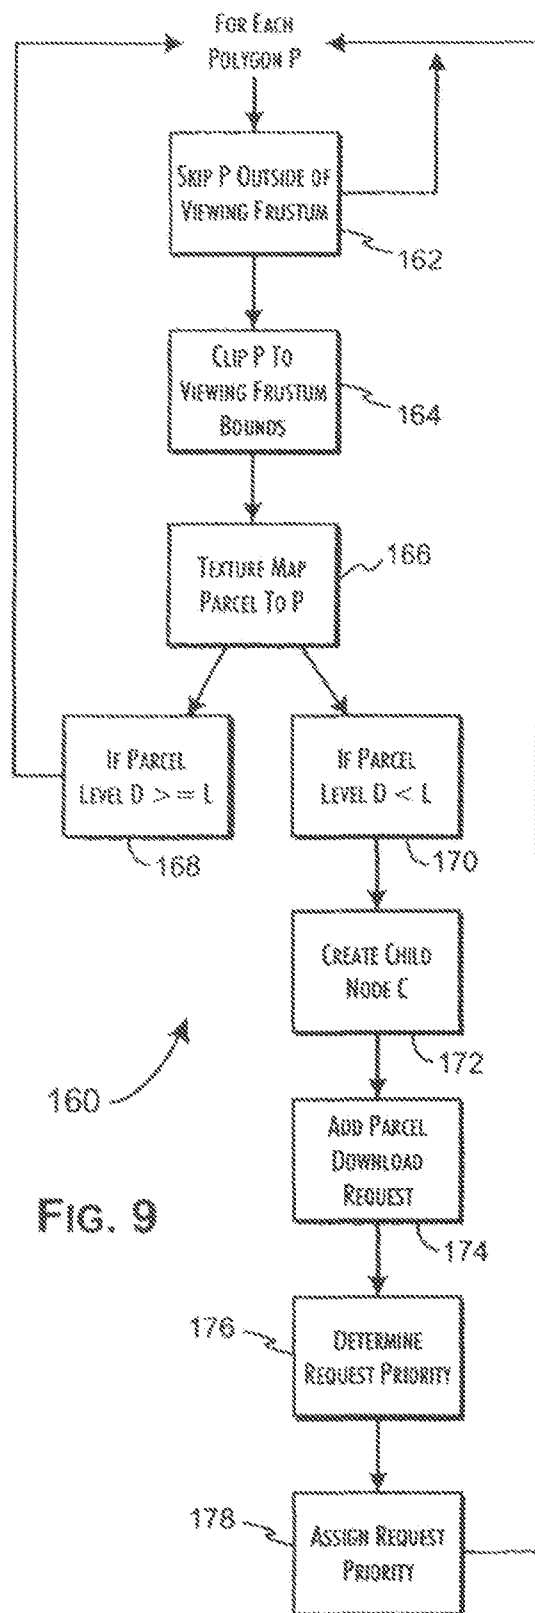 FOR EACH
POLYGON P
SKIP P OUTSIDE OF
VIEWING FRUSTUM
162
CLIP P TO
VIEWING FRUSTUM
BOUNDS
164
TEXTURE MAP
PARCEL TO P
166
IF PARCEL
LEVEL D >= L
168
IF PARCEL
LEVEL D < L
170
CREATE CHILD
NODE C
172
160
ADD PARCEL
DOWNLOAD
REQUEST
174
FIG. 9
176
DETERMINE
REQUEST PRIORITY
178
ASSIGN REQUEST
PRIORITY